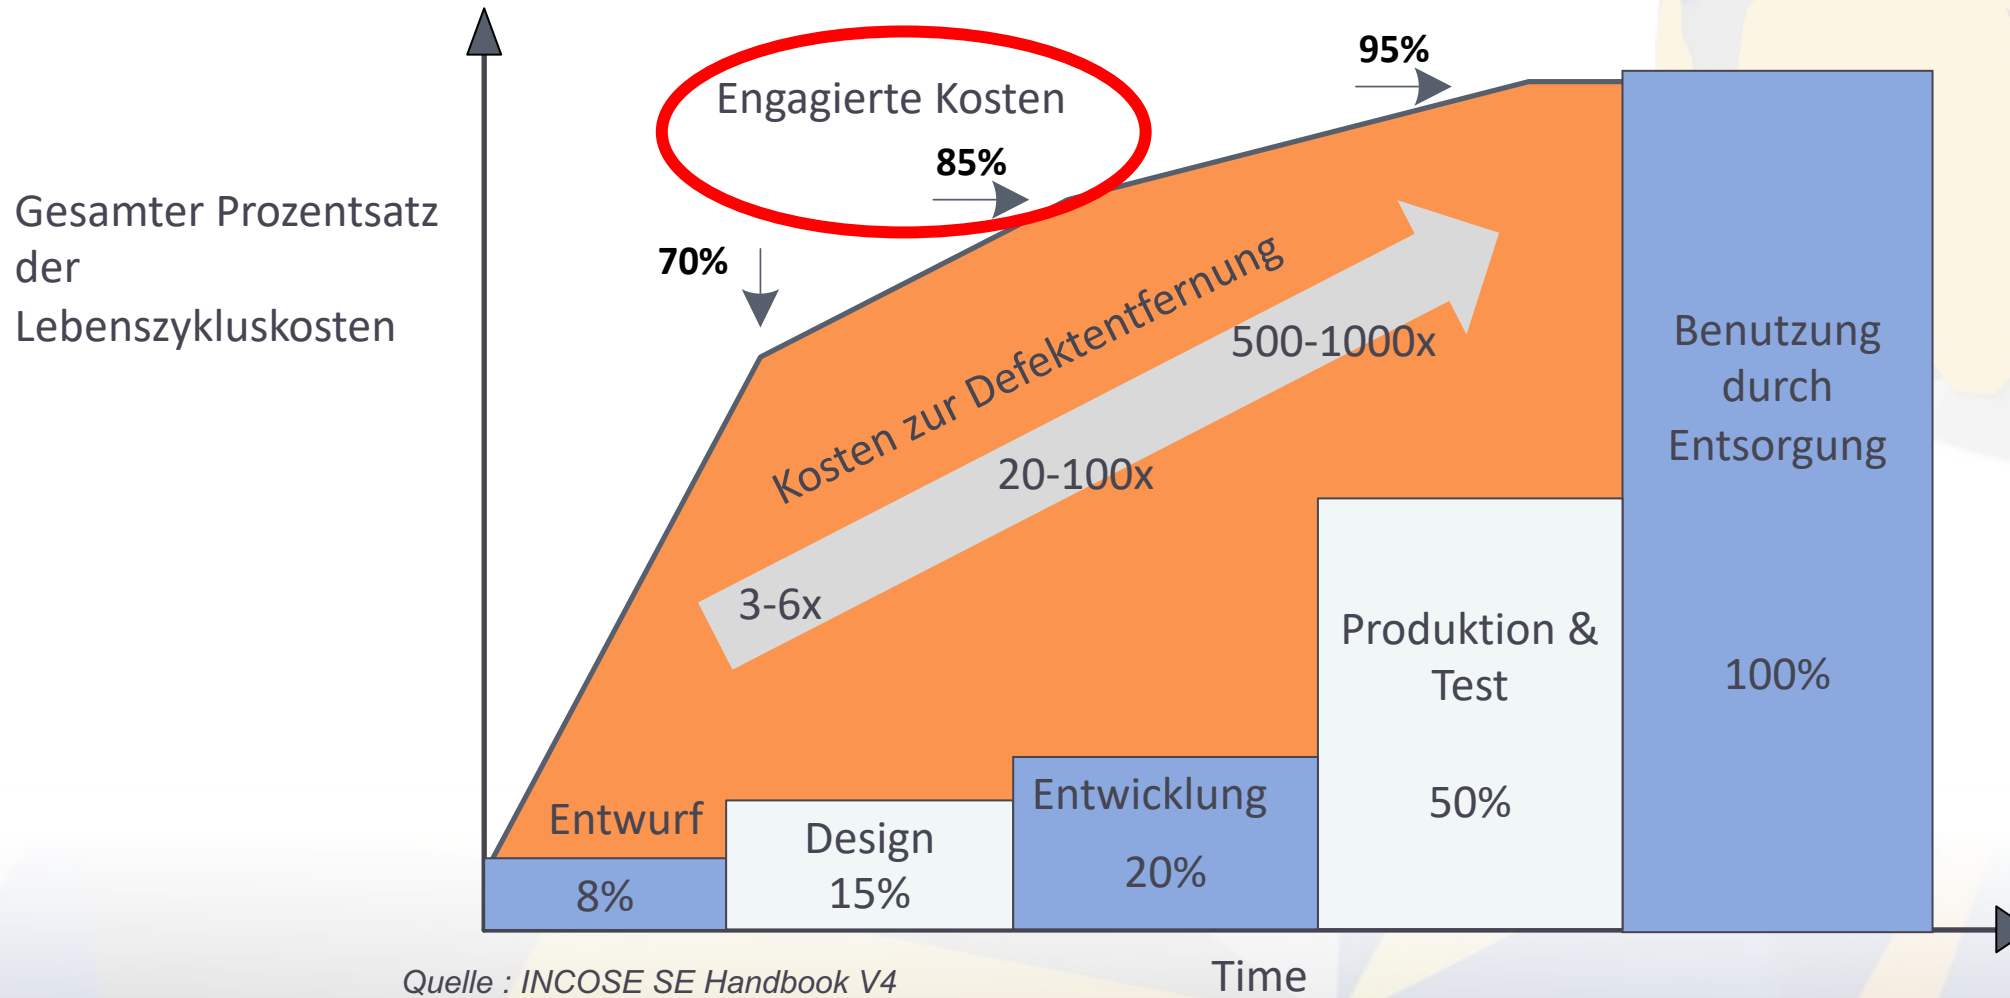 95%
Engagierte Kosten
85%
Gesamter Prozentsatz
der
Lebenszykluskosten
70%
Kosten zur Defektentfernung
500-1000x
20-100x
3-6x
Benutzung
durch
Entsorgung
100%
Produktion &
Test
50%
Entwicklung
20%
Entwurf
8%
Design
15%
Quelle : INCOSE SE Handbook V4
Time